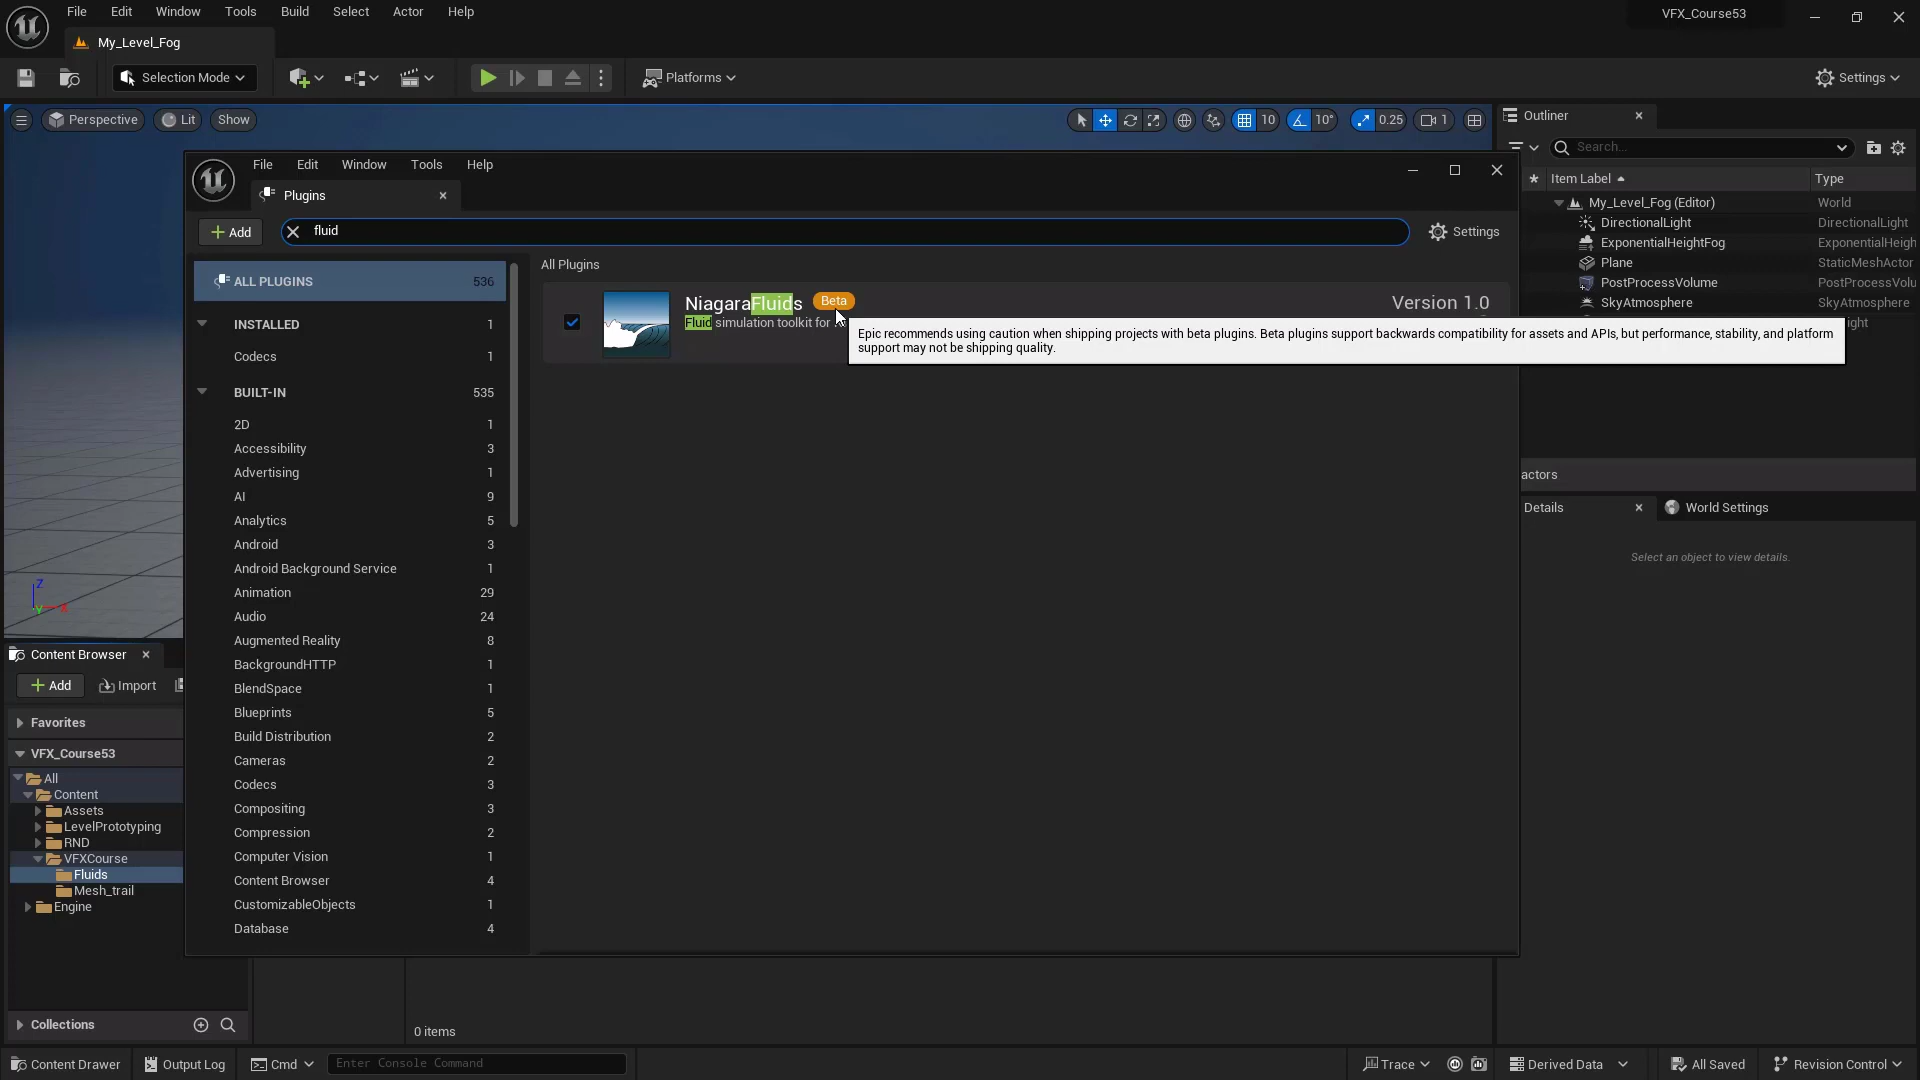 File Edit Window Tools Build Select Actor Help
VFX_Course53
My_Level_Fog
Selection Mode
Platforms
Settings
Perspective
Lit
Show
10
10°
0.25
1
Outliner
Search...
Item Label
Type
My_Level_Fog (Editor)
World
DirectionalLight
DirectionalLight
ExponentialHeightFog
ExponentialHeigh
Plane
StaticMeshActor
PostProcessVolume
PostProcessVolu
SkyAtmosphere
SkyAtmosphere
ight
actors
Details
World Settings
Select an object to view details.
File Edit Window Tools Help
Plugins
Add
fluid
Settings
ALL PLUGINS 536
INSTALLED 1
Codecs 1
BUILT-IN 535
2D 1
Accessibility 3
Advertising 1
AI 9
Analytics 5
Android 3
Android Background Service 1
Animation 29
Audio 24
Augmented Reality 8
BackgroundHTTP 1
BlendSpace 1
Blueprints 5
Build Distribution 2
Cameras 2
Codecs 3
Compositing 3
Compression 2
Computer Vision 1
Content Browser 4
CustomizableObjects 1
Database 4
All Plugins
NiagaraFluids Beta
Version 1.0
Fluid simulation toolkit for
Epic recommends using caution when shipping projects with beta plugins. Beta plugins support backwards compatibility for assets and APIs, but performance, stability, and platform
support may not be shipping quality.
Content Browser
Add
Import
Favorites
VFX_Course53
All
Content
Assets
LevelPrototyping
RND
VFXCourse
Fluids
Mesh_trail
Engine
Collections
0 items
Content Drawer
Output Log
Cmd
Enter Console Command
Trace
Derived Data
All Saved
Revision Control